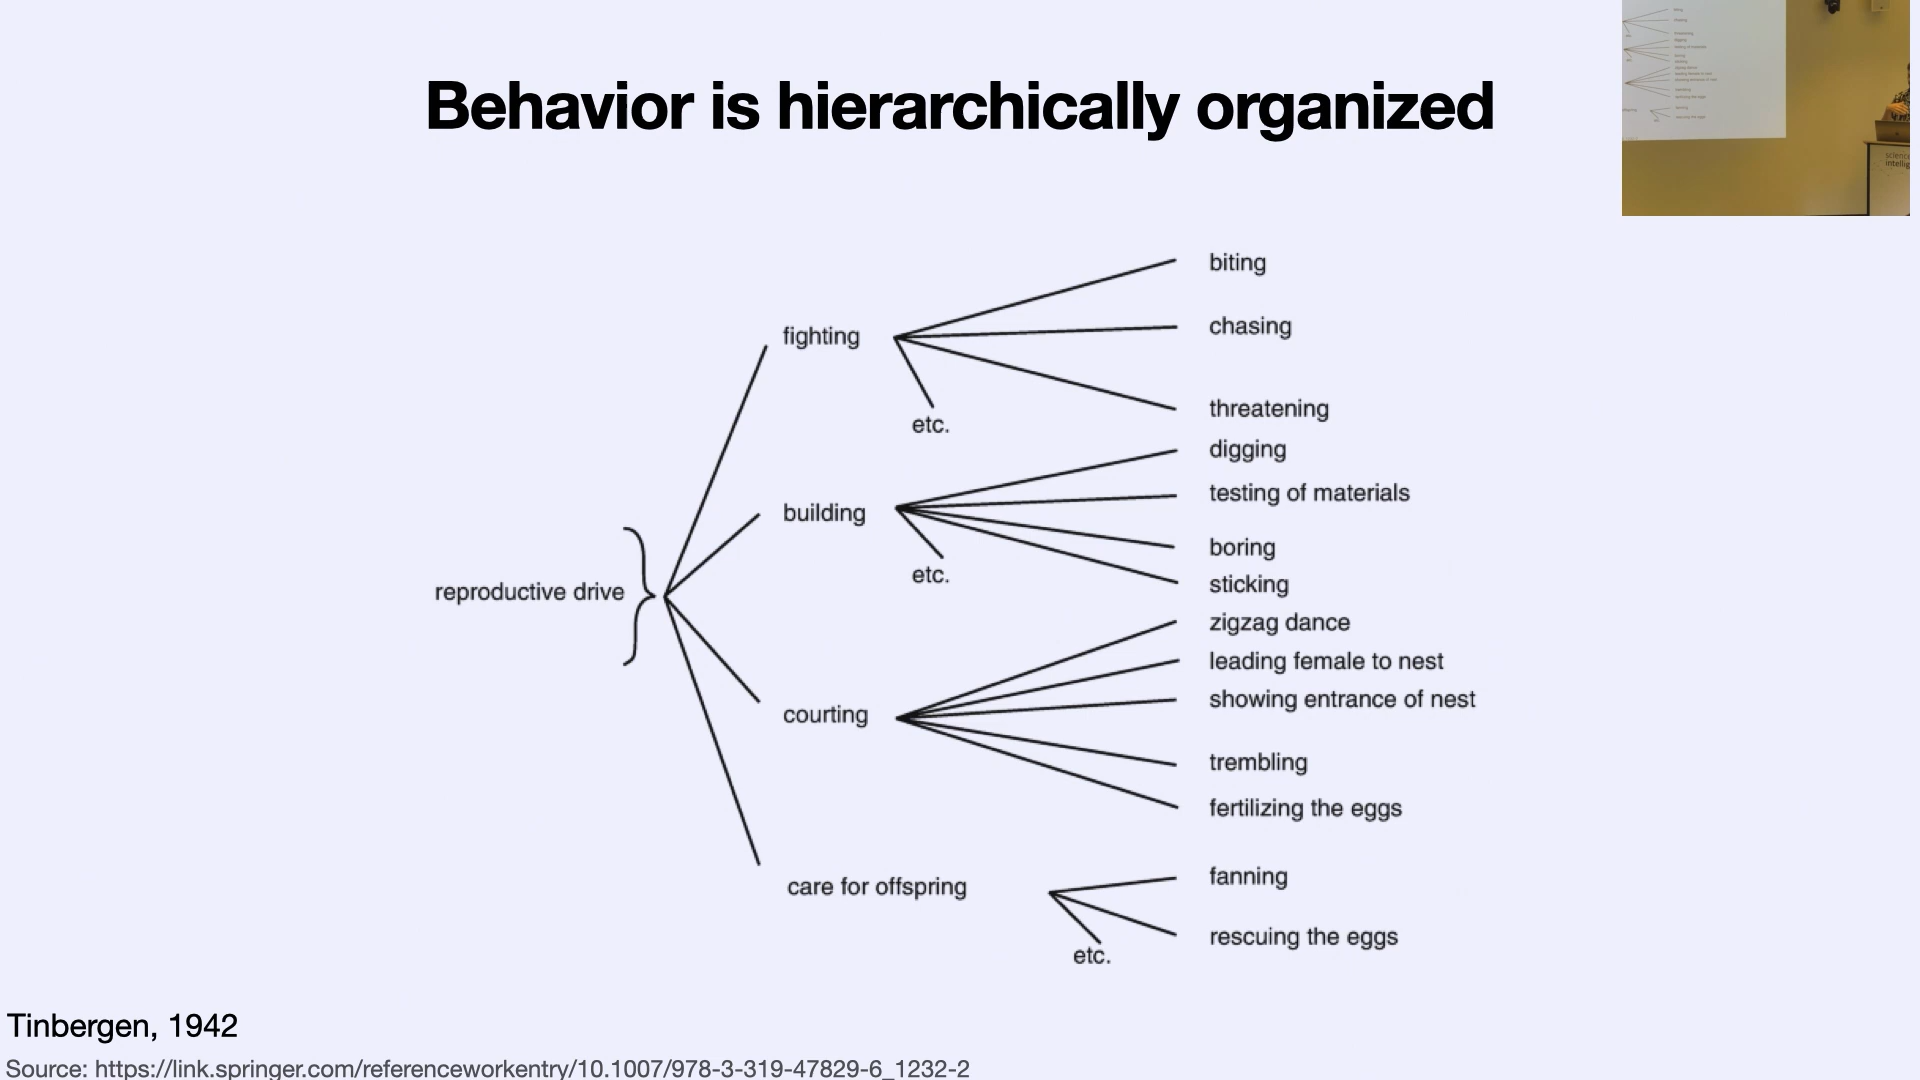 Behavior is hierarchically organized
biting
fighting
chasing
threatening
etc.
digging
testing of materials
building
boring
etc.
sticking
reproductive drive
zigzag dance
leading female to nest
showing entrance of nest
courting
trembling
fertilizing the eggs
care for offspring
fanning
rescuing the eggs
etc.
Tinbergen, 1942
Source: https://link.springer.com/referenceworkentry/10.1007/978-3-319-47829-6_1232-2